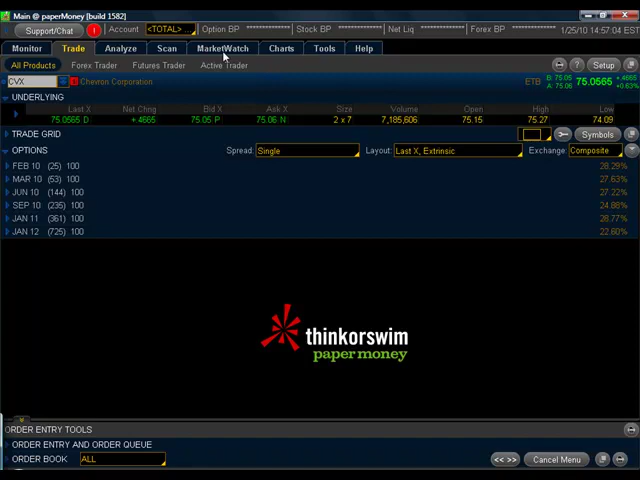 Main @ paperMoney [build 1582]
Support/Chat ! Account <TOTAL> ... Option BP ************** Stock BP ************** Net Liq ************** Forex BP ************** 1/25/10 14:57:04 EST
Monitor Trade Analyze Scan MarketWatch Charts Tools Help
All Products Forex Trader Futures Trader Active Trader ? Setup
CVX Chevron Corporation ETB B: 75.05 A: 75.06 75.0565 +.4665 +0.63%
UNDERLYING
Last X Net Chng Bid X Ask X Size Volume Open High Low
75.0565 D +.4665 75.05 P 75.06 N 2 x 7 7,185,606 75.15 75.27 74.09
TRADE GRID Symbols
OPTIONS Spread: Single Layout: Last X, Extrinsic Exchange: Composite
FEB 10 (25) 100 28.29%
MAR 10 (53) 100 27.63%
JUN 10 (144) 100 27.22%
SEP 10 (235) 100 24.88%
JAN 11 (361) 100 28.77%
JAN 12 (725) 100 22.60%
thinkorswim
paper money
ORDER ENTRY TOOLS
ORDER ENTRY AND ORDER QUEUE
ORDER BOOK ALL << >> Cancel Menu